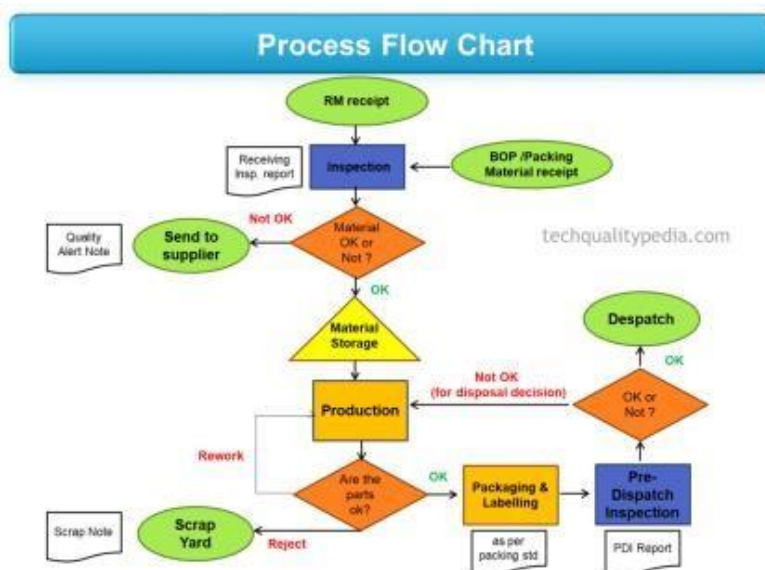 Process Flow Chart
RM receipt
Receiving
Insp. report
Inspection
BOP /Packing
Material receipt
Not OK
Material
OK or
Not ?
Quality
Alert Note
Send to
supplier
techqualitypedia.com
OK
Material
Storage
Despatch
OK
Not OK
(for disposal decision)
OK or
Not ?
Production
Rework
Are the
parts
ok?
OK
Packaging &
Labelling
Pre-
Dispatch
Inspection
Scrap Note
Scrap
Yard
Reject
as per
packing std
PDI Report